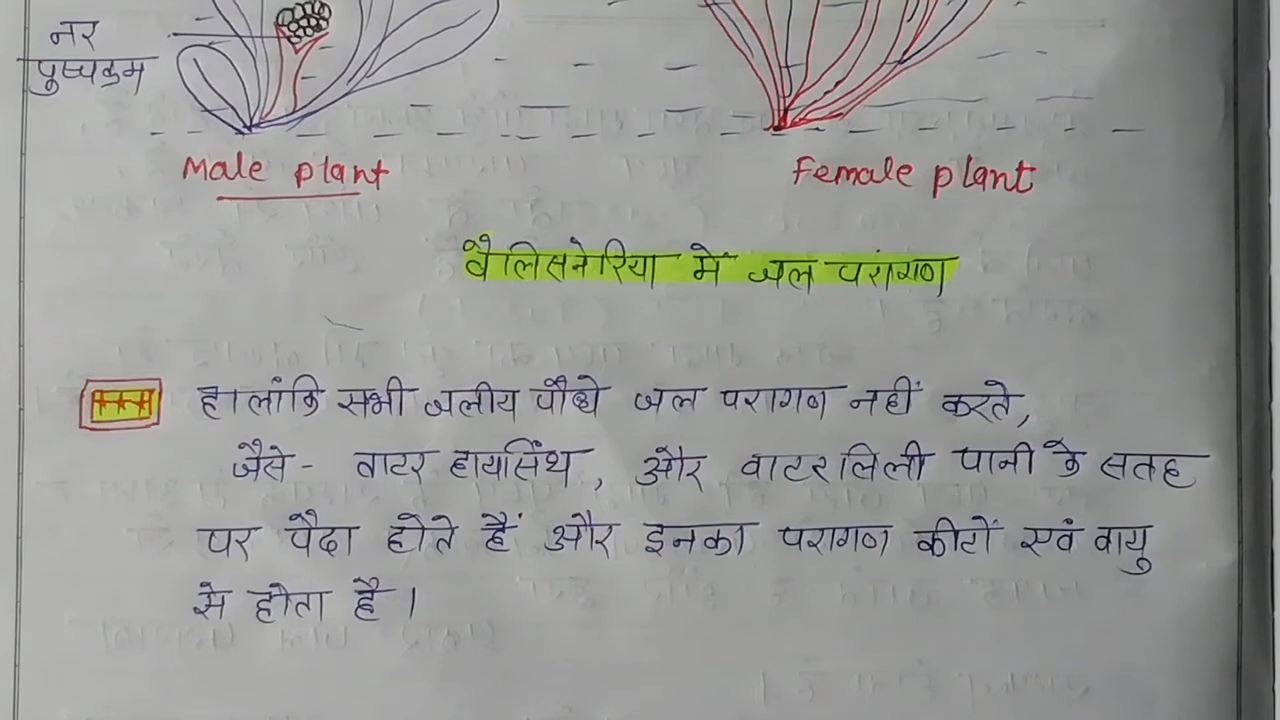 नर
पुष्पक्रम
Male plant
Female plant
वैलिसनेरिया में जल परांगण
हालांकि सभी जलीय पौधे जल परागण नहीं करते,
जैसे - वाटर हायसिंथ, और वाटरलिली पानी के सतह
पर पैदा होते हैं और इनका परागण कीटों एवं वायु
से होता है।